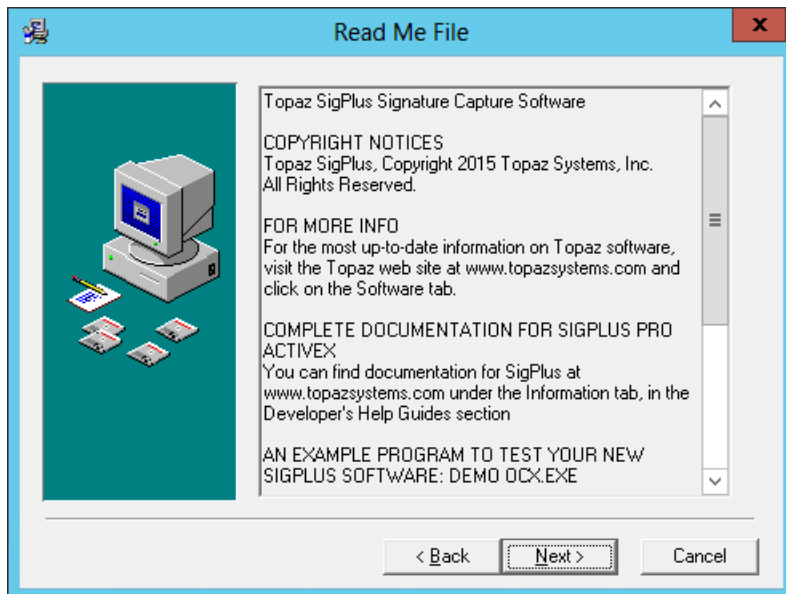 Read Me File
x
Topaz SigPlus Signature Capture Software
COPYRIGHT NOTICES
Topaz SigPlus, Copyright 2015 Topaz Systems, Inc.
All Rights Reserved.
FOR MORE INFO
For the most up-to-date information on Topaz software,
visit the Topaz web site at www.topazsystems.com and
click on the Software tab.
COMPLETE DOCUMENTATION FOR SIGPLUS PRO
ACTIVEX
You can find documentation for SigPlus at
www.topazsystems.com under the Information tab, in the
Developer's Help Guides section
AN EXAMPLE PROGRAM TO TEST YOUR NEW
SIGPLUS SOFTWARE: DEMO OCX.EXE
< Back
Next >
Cancel